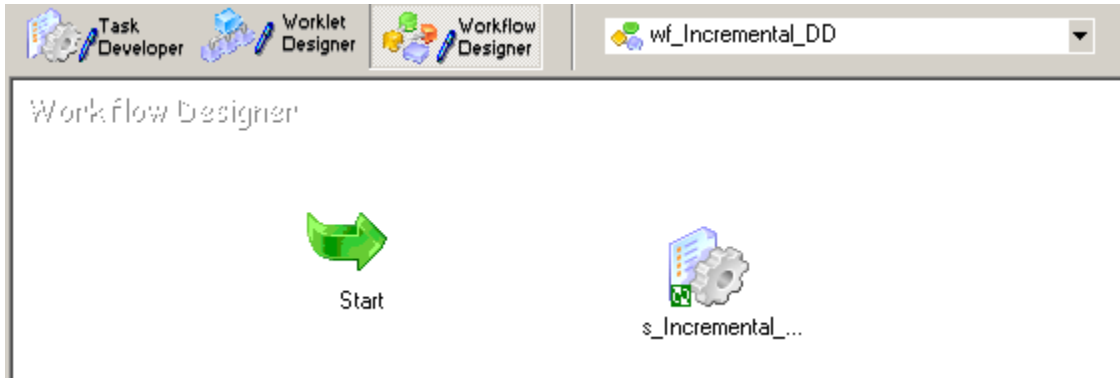 Task
Developer
Worklet
Designer
Workflow
Designer
wf_Incremental_DD
Workflow Designer
Start
s_Incremental_...